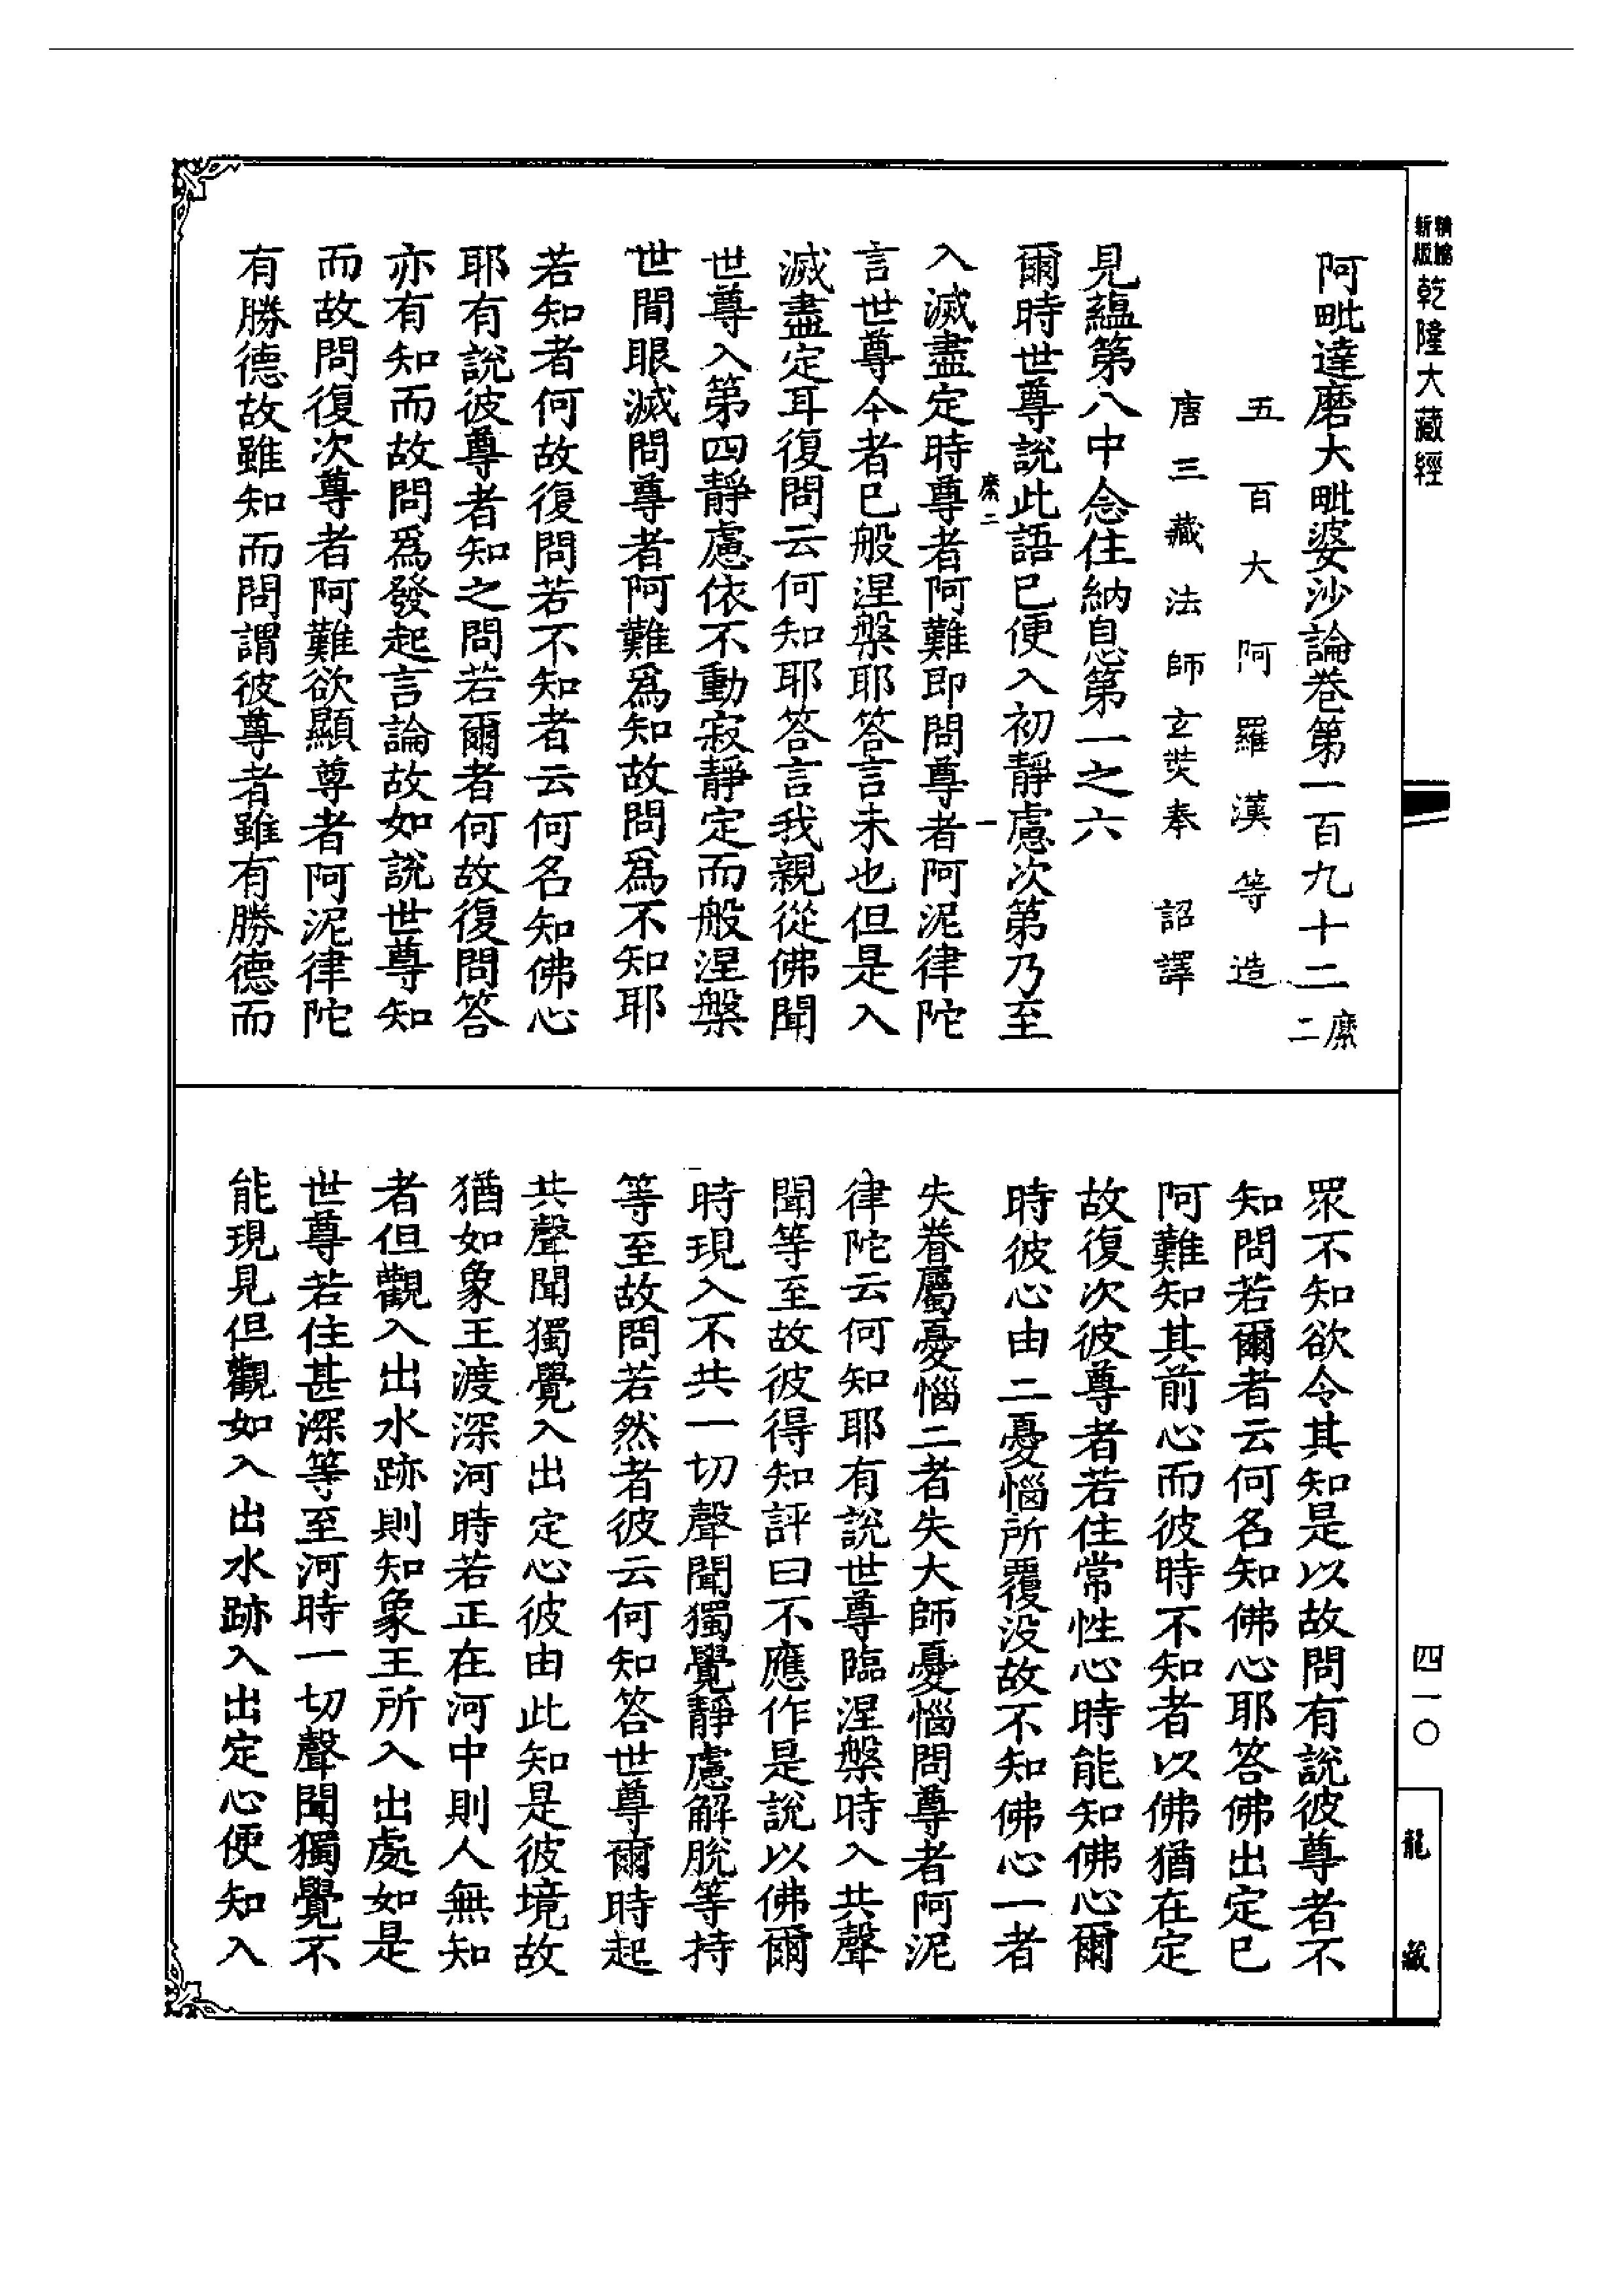 新版精縮乾隆大藏經
阿毗達磨大毗婆沙論卷第一百九十二 縻二
五百大阿羅漢等造
唐三藏法師玄奘奉 詔譯
見蘊第八中念住納息第一之六
爾時世尊說此語已便入初靜慮次第乃至
縻二 一
入滅盡定時尊者阿難即問尊者阿泥律陀
言世尊今者已般涅槃耶答言未也但是入
滅盡定耳復問云何知耶答言我親從佛聞
世尊入第四靜慮依不動寂靜定而般涅槃
世間眼滅問尊者阿難爲知故問爲不知耶
若知者何故復問若不知者云何名知佛心
耶有說彼尊者知之問若爾者何故復問答
亦有知而故問爲發起言論故如說世尊知
而故問復次尊者阿難欲顯尊者阿泥律陀
有勝德故雖知而問謂彼尊者雖有勝德而
眾不知欲令其知是以故問有說彼尊者不
知問若爾者云何名知佛心耶答佛出定已
阿難知其前心而彼時不知者以佛猶在定
故復次彼尊者若住常性心時能知佛心爾
時彼心由二憂惱所覆没故不知佛心一者
失眷屬憂惱二者失大師憂惱問尊者阿泥
律陀云何知耶有說世尊臨涅槃時入共聲
聞等至故彼得知評曰不應作是說以佛爾
時現入不共一切聲聞獨覺靜慮解脫等持
等至故問若然者彼云何知答世尊爾時起
共聲聞獨覺入出定心彼由此知是彼境故
猶如象王渡深河時若正在河中則人無知
者但觀入出水跡則知象王所入出處如是
世尊若住甚深等至河時一切聲聞獨覺不
能現見但觀如入出水跡入出定心便知入
四一〇
龍藏